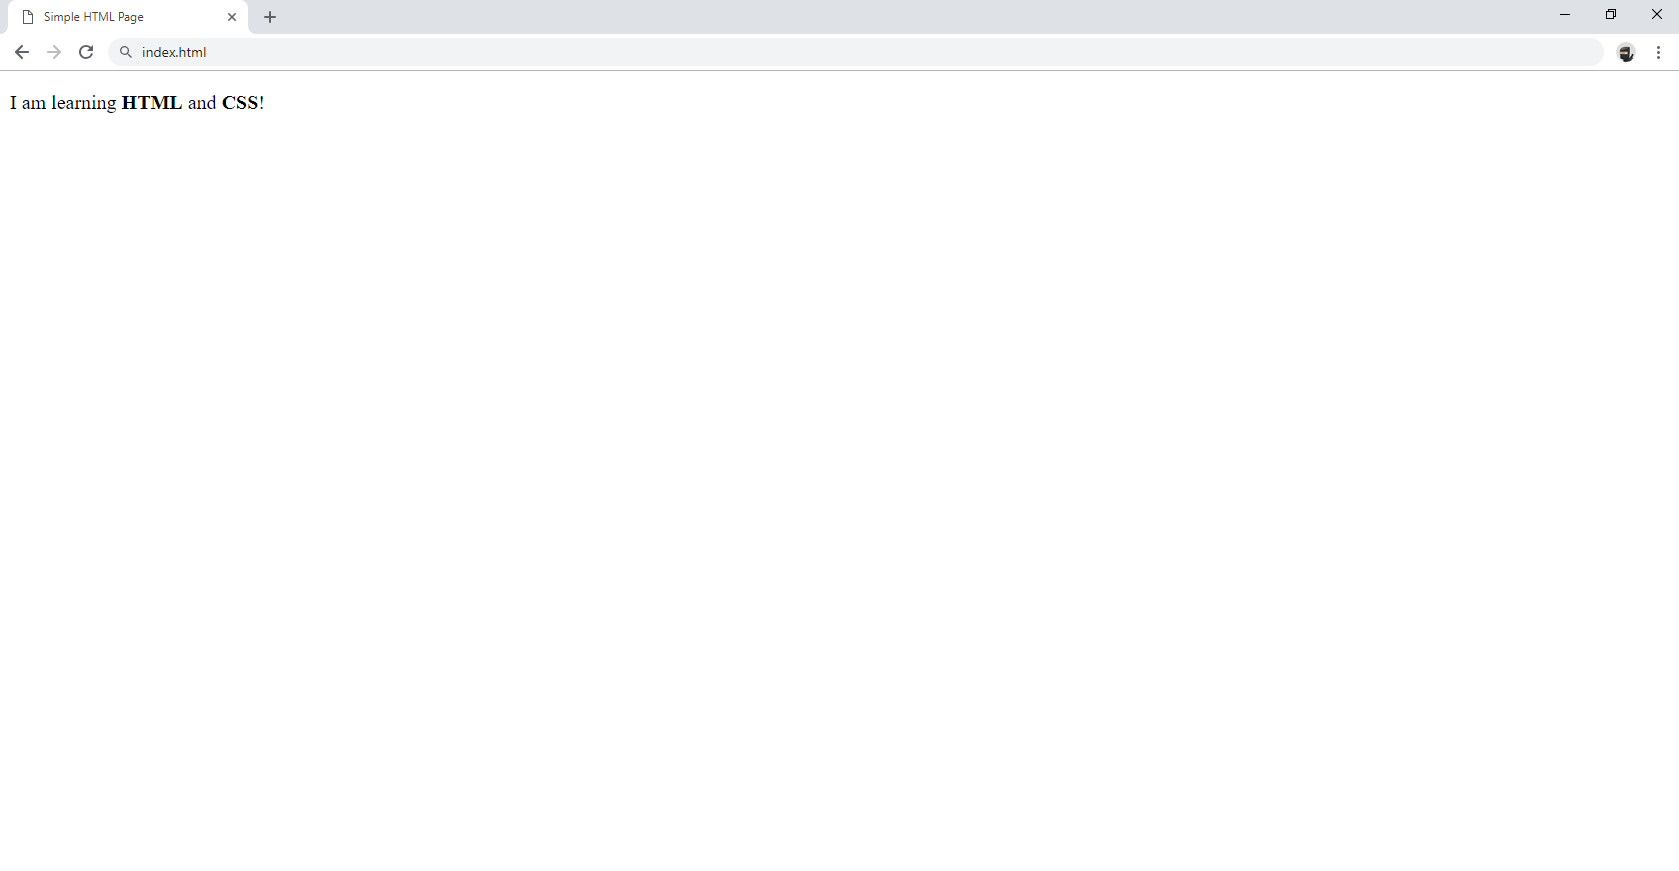 Simple HTML Page
index.html
I am learning HTML and CSS!